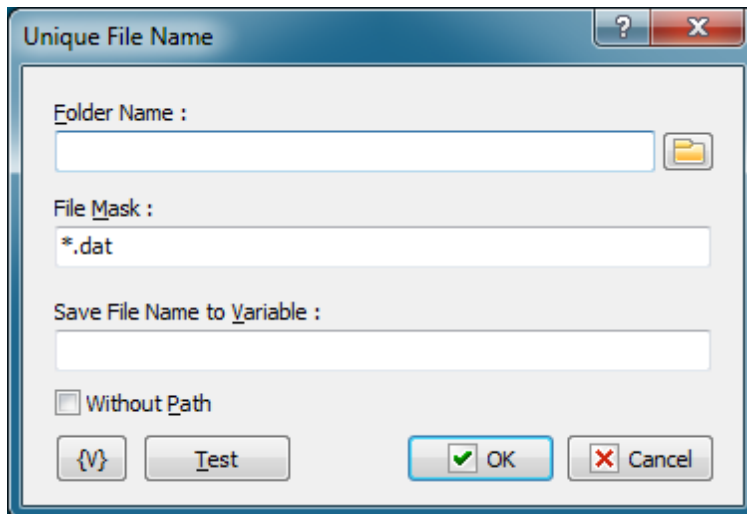 Unique File Name
?
X
Folder Name :
File Mask :
*.dat
Save File Name to Variable :
Without Path
{V} Test OK Cancel